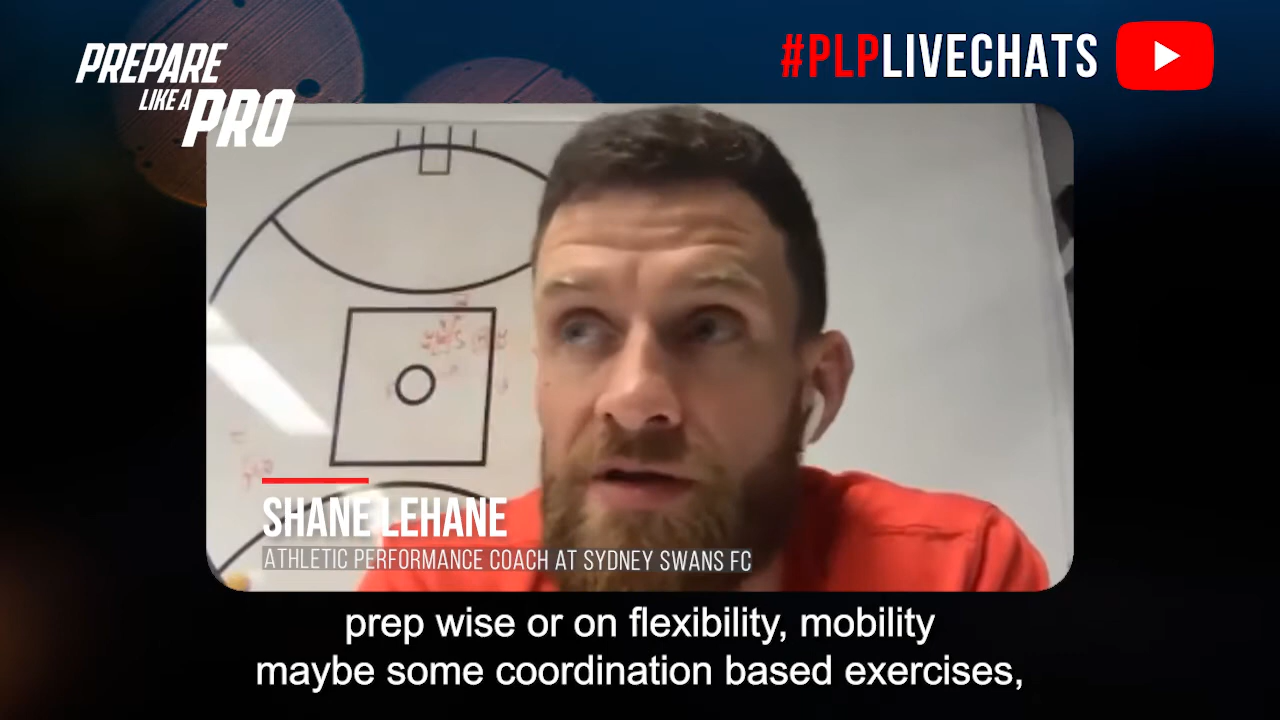 PREPARE
LIKE A
PRO
#PLPLIVECHATS
SHANE LEHANE
ATHLETIC PERFORMANCE COACH AT SYDNEY SWANS FC
prep wise or on flexibility, mobility
maybe some coordination based exercises,